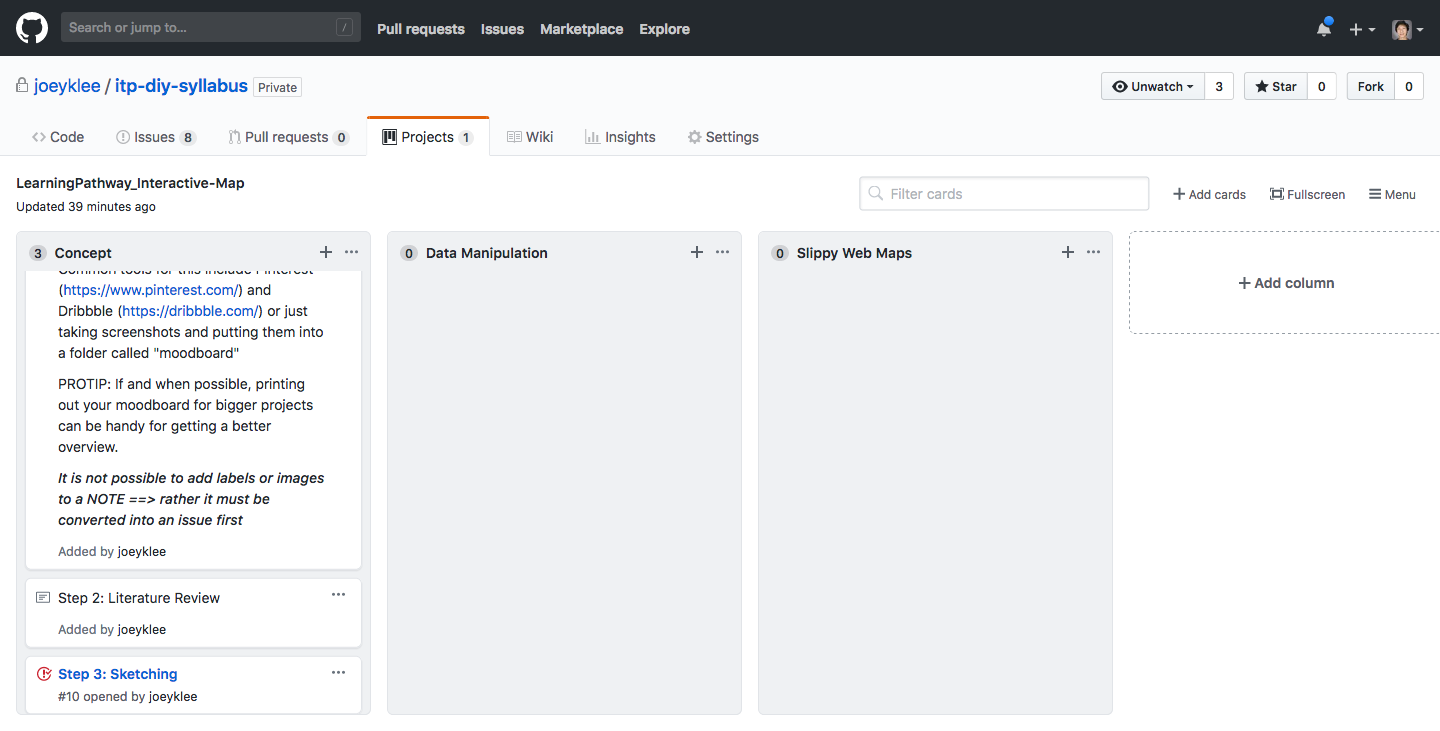 Search or jump to... /
Pull requests Issues Marketplace Explore
joeyklee / itp-diy-syllabus Private
Unwatch 3 Star 0 Fork 0
Code Issues 8 Pull requests 0 Projects 1 Wiki Insights Settings
LearningPathway_Interactive-Map
Updated 39 minutes ago
Filter cards
Add cards Fullscreen Menu
3 Concept
Common tools for this include Pinterest
(https://www.pinterest.com/) and
Dribbble (https://dribbble.com/) or just
taking screenshots and putting them into
a folder called "moodboard"
PROTIP: If and when possible, printing
out your moodboard for bigger projects
can be handy for getting a better
overview.
It is not possible to add labels or images
to a NOTE ==> rather it must be
converted into an issue first
Added by joeyklee
Step 2: Literature Review
Added by joeyklee
Step 3: Sketching
#10 opened by joeyklee
0 Data Manipulation
0 Slippy Web Maps
Add column